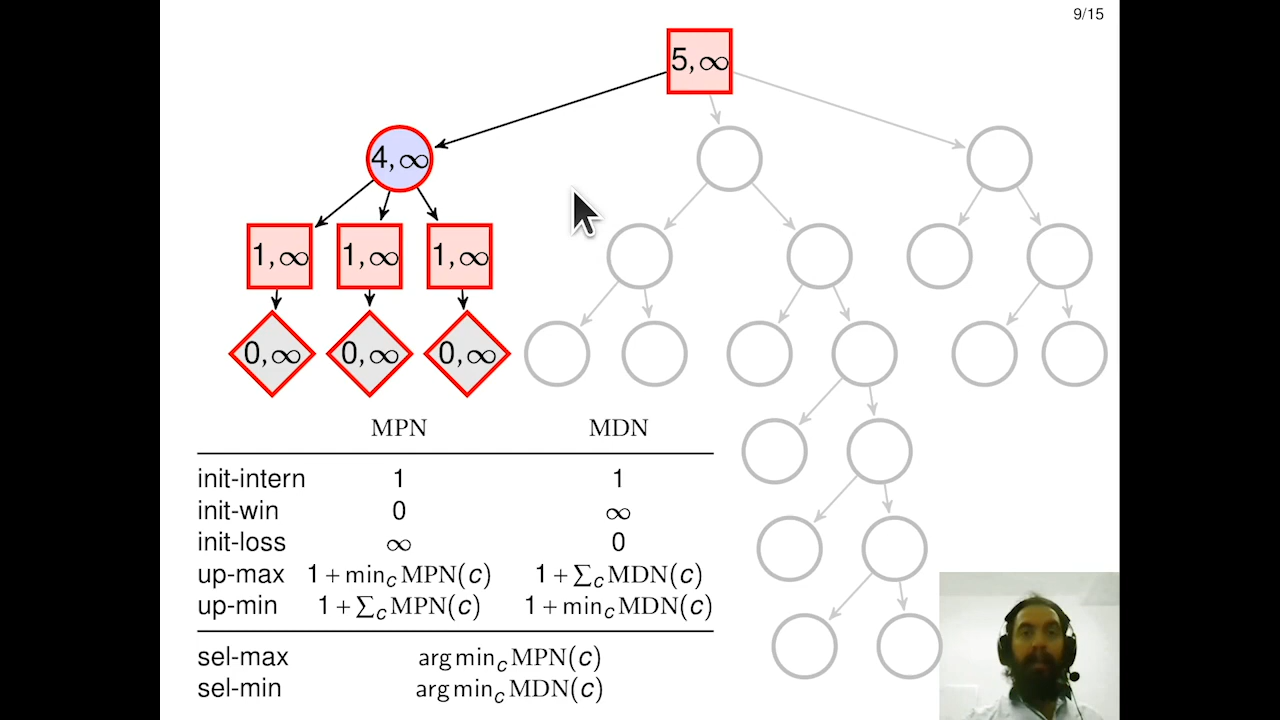 9/15
5,∞
4,∞
1,∞ 1,∞ 1,∞
0,∞ 0,∞ 0,∞
MPN MDN
init-intern 1 1
init-win 0 ∞
init-loss ∞ 0
up-max 1+min_c MPN(c) 1+∑_c MDN(c)
up-min 1+∑_c MPN(c) 1+min_c MDN(c)
sel-max arg min_c MPN(c)
sel-min arg min_c MDN(c)